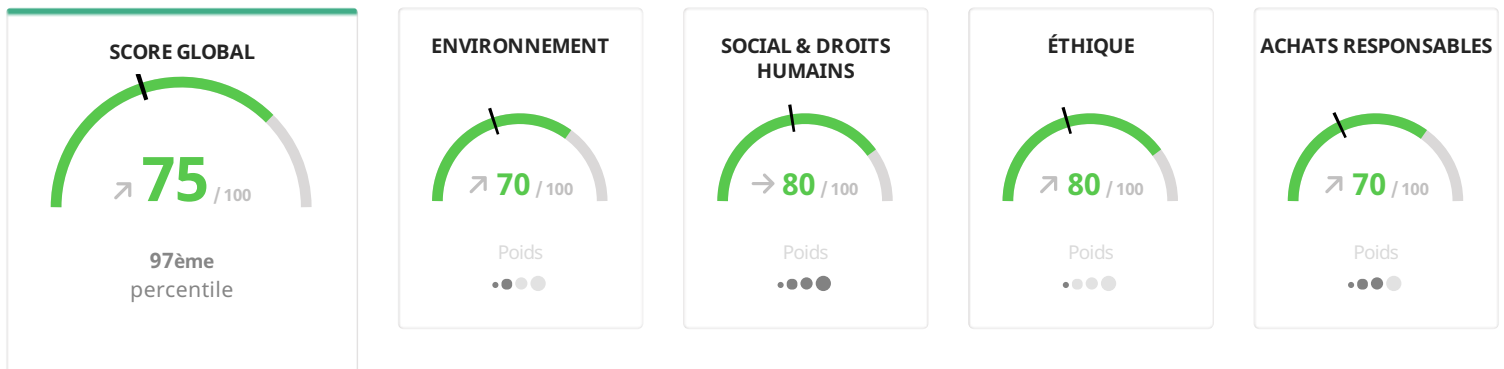 SCORE GLOBAL
75 / 100
97ème
percentile
ENVIRONNEMENT
70 / 100
Poids
SOCIAL & DROITS
HUMAINS
80 / 100
Poids
ÉTHIQUE
80 / 100
Poids
ACHATS RESPONSABLES
70 / 100
Poids